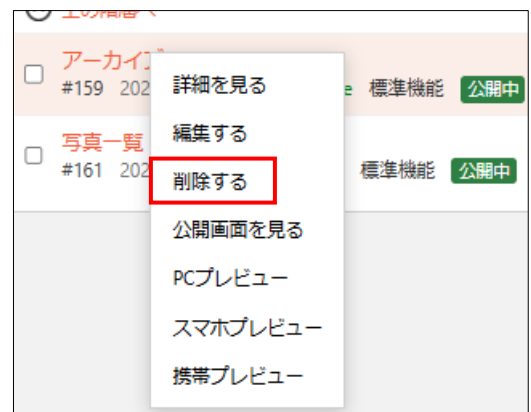 上の階層へ
アーカイブ
#159 202 e 標準機能 公開中
写真一覧
#161 202 標準機能 公開中
詳細を見る
編集する
削除する
公開画面を見る
PCプレビュー
スマホプレビュー
携帯プレビュー